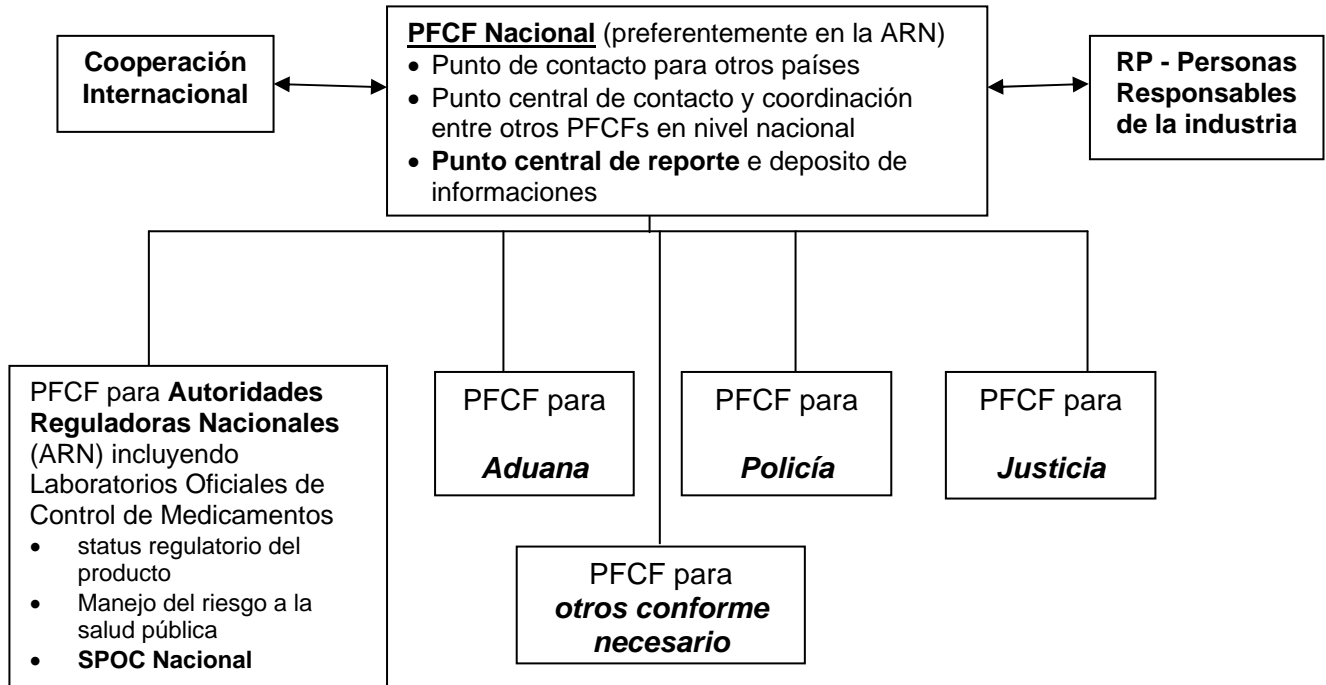 Cooperación
Internacional
PFCF Nacional (preferentemente en la ARN)
• Punto de contacto para otros países
• Punto central de contacto y coordinación
entre otros PFCFs en nivel nacional
• Punto central de reporte e deposito de
informaciones
RP - Personas
Responsables
de la industria
PFCF para Autoridades
Reguladoras Nacionales
(ARN) incluyendo
Laboratorios Oficiales de
Control de Medicamentos
• status regulatorio del
producto
• Manejo del riesgo a la
salud pública
• SPOC Nacional
PFCF para
Aduana
PFCF para
Policía
PFCF para
Justicia
PFCF para
otros conforme
necesario